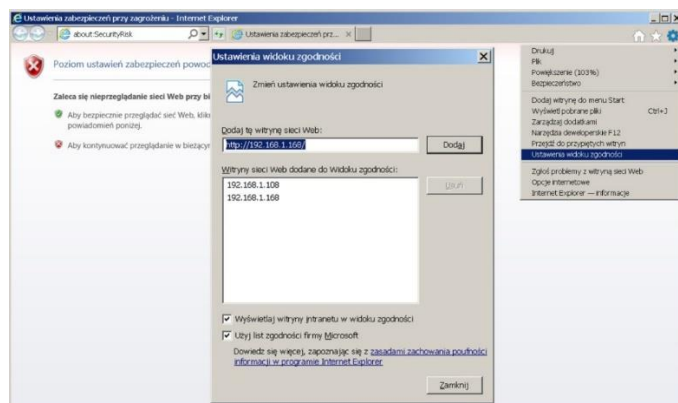 Ustawienia zabezpieczeń przy zagrożeniu - Internet Explorer
about:SecurityRisk
Ustawienia zabezpieczeń prz...
Poziom ustawień zabezpieczeń powoc
Zaleca się nieprzeglądanie sieci Web przy bi
Aby bezpiecznie przeglądać sieć Web, klikn
powiadomień poniżej.
Aby kontynuować przeglądanie w bieżącyr
Ustawienia widoku zgodności
Zmień ustawienia widoku zgodności
Dodaj tę witrynę sieci Web:
http://192.168.1.168/
Dodaj
Witryny sieci Web dodane do Widoku zgodności:
192.168.1.108
192.168.1.168
Usuń
Wyświetlaj witryny intranetu w widoku zgodności
Użyj list zgodności firmy Microsoft
Dowiedz się więcej, zapoznając się z zasadami zachowania poufności
informacji w programie Internet Explorer
Zamknij
Drukuj
Plik
Powiększenie (103%)
Bezpieczeństwo
Dodaj witrynę do menu Start
Wyświetl pobrane pliki Ctrl+J
Zarządzaj dodatkami
Narzędzia deweloperskie F12
Przejdź do przypiętych witryn
Ustawienia widoku zgodności
Zgłoś problemy z witryną sieci Web
Opcje internetowe
Internet Explorer — informacje